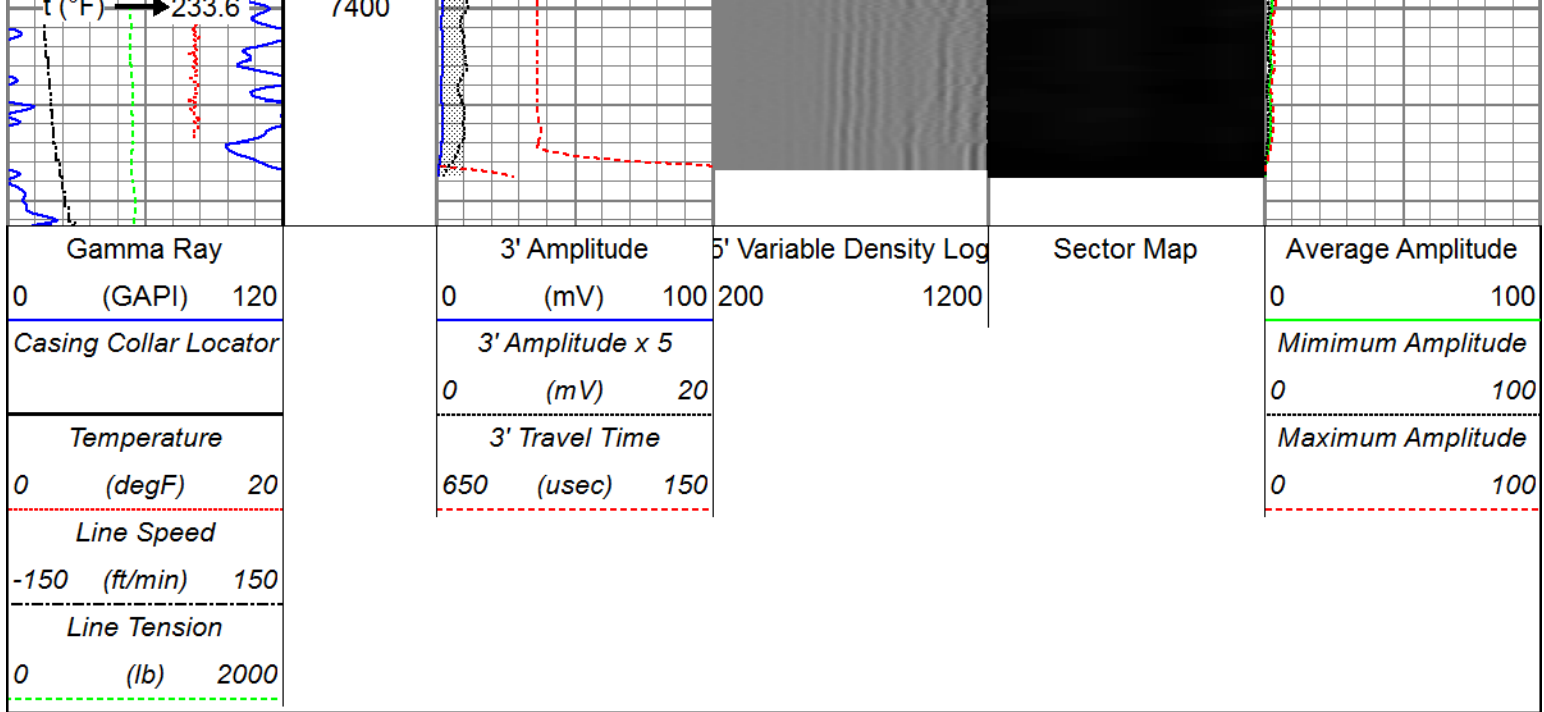 t (°F) 233.6 7400
Gamma Ray
0 (GAPI) 120
Casing Collar Locator
Temperature
0 (degF) 20
Line Speed
-150 (ft/min) 150
Line Tension
0 (lb) 2000
3' Amplitude
0 (mV) 100
3' Amplitude x 5
0 (mV) 20
3' Travel Time
650 (usec) 150
5' Variable Density Log
200 1200
Sector Map
Average Amplitude
0 100
Mimimum Amplitude
0 100
Maximum Amplitude
0 100